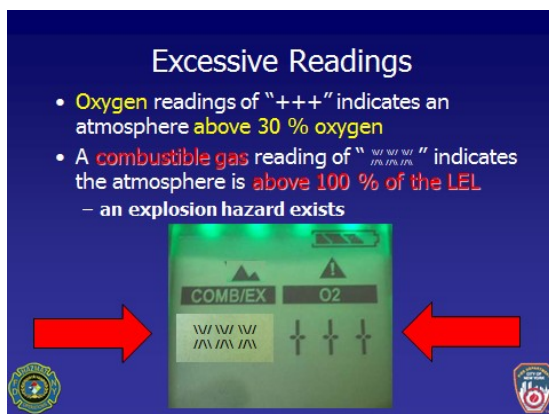 Excessive Readings
• Oxygen readings of “+++” indicates an
atmosphere above 30 % oxygen
• A combustible gas reading of “ ” indicates
the atmosphere is above 100 % of the LEL
– an explosion hazard exists
COMB/EX O2
+ + +